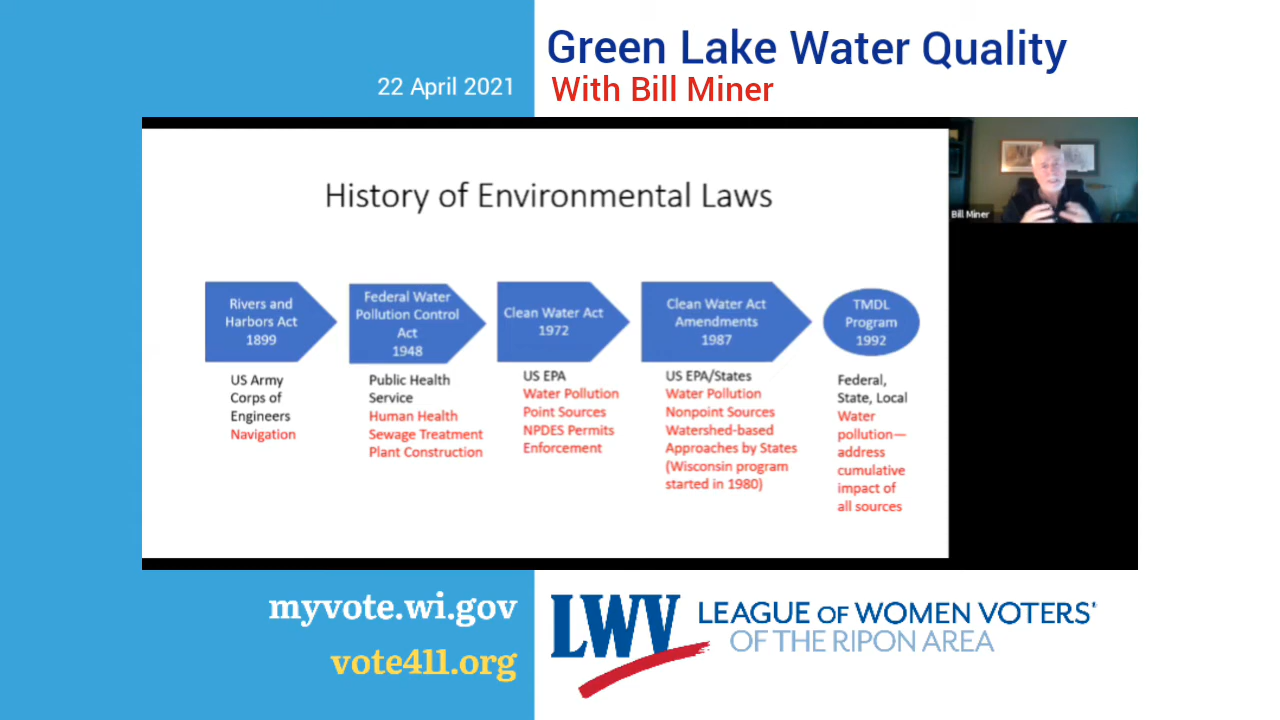 22 April 2021
Green Lake Water Quality
With Bill Miner
History of Environmental Laws
Rivers and
Harbors Act
1899
US Army
Corps of
Engineers
Navigation
Federal Water
Pollution Control
Act
1948
Public Health
Service
Human Health
Sewage Treatment
Plant Construction
Clean Water Act
1972
US EPA
Water Pollution
Point Sources
NPDES Permits
Enforcement
Clean Water Act
Amendments
1987
US EPA/States
Water Pollution
Nonpoint Sources
Watershed-based
Approaches by States
(Wisconsin program
started in 1980)
TMDL
Program
1992
Federal,
State, Local
Water
pollution—
address
cumulative
impact of
all sources
Bill Miner
myvote.wi.gov
vote411.org
LWV
LEAGUE OF WOMEN VOTERS'
OF THE RIPON AREA